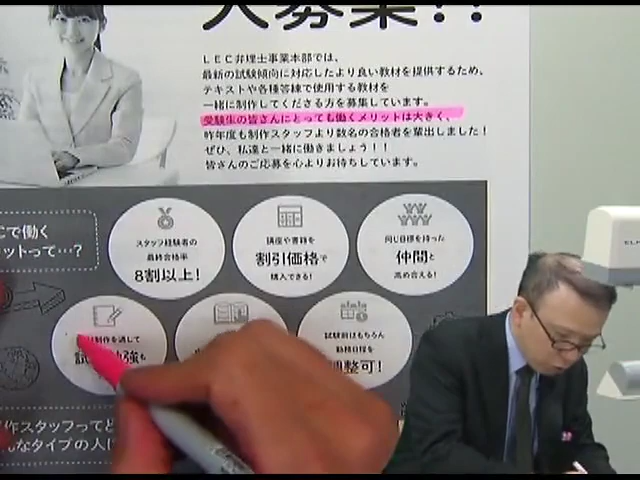 人募集!!
LEC弁理士事業本部では、
最新の試験傾向に対応したより良い教材を提供するため、
テキストや各種答練で使用する教材を
一緒に制作してくださる方を募集しています。
受験生の皆さんにとっても働くメリットは大きく、
昨年度も制作スタッフより数名の合格者を輩出しました！
ぜひ、私達と一緒に働きましょう！！
皆さんのご応募を心よりお待ちしています。
Cで働く
ットって…？
スタッフ経験者の
最終合格率
8割以上!
講座や書籍を
割引価格で
購入できる!
同じ目標を持った
仲間と
高め合える!
制作を通して
勉強も
試験前はもちろん
勤務日程を
調整可!
作スタッフってど
んなタイプの人に